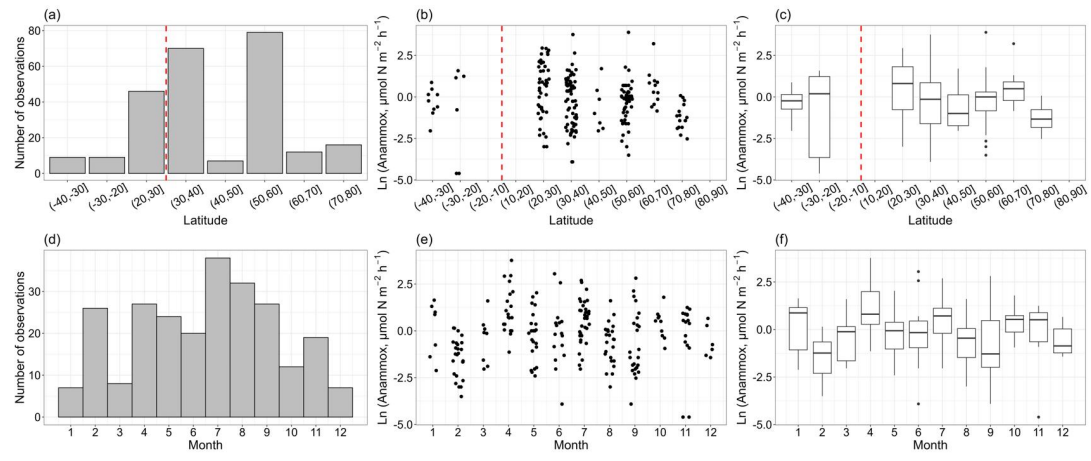 (a)
Number of observations
80
60
40
20
0
(-40,-30]
(-30,-20]
(20,30]
(30,40]
(40,50]
(50,60]
(60,70]
(70,80]
Latitude
(b)
Ln (Anammox, μmol N m⁻² h⁻¹)
2.5
0.0
-2.5
-5.0
(-40,-30]
(-30,-20]
(-20,-10]
(10,20]
(20,30]
(30,40]
(40,50]
(50,60]
(60,70]
(70,80]
(80,90]
Latitude
(c)
Ln (Anammox, μmol N m⁻² h⁻¹)
2.5
0.0
-2.5
-5.0
(-40,-30]
(-30,-20]
(-20,-10]
(10,20]
(20,30]
(30,40]
(40,50]
(50,60]
(60,70]
(70,80]
(80,90]
Latitude
(d)
Number of observations
30
20
10
0
1 2 3 4 5 6 7 8 9 10 11 12
Month
(e)
Ln (Anammox, μmol N m⁻² h⁻¹)
2.5
0.0
-2.5
-5.0
1 2 3 4 5 6 7 8 9 10 11 12
Month
(f)
Ln (Anammox, μmol N m⁻² h⁻¹)
2.5
0.0
-2.5
-5.0
1 2 3 4 5 6 7 8 9 10 11 12
Month